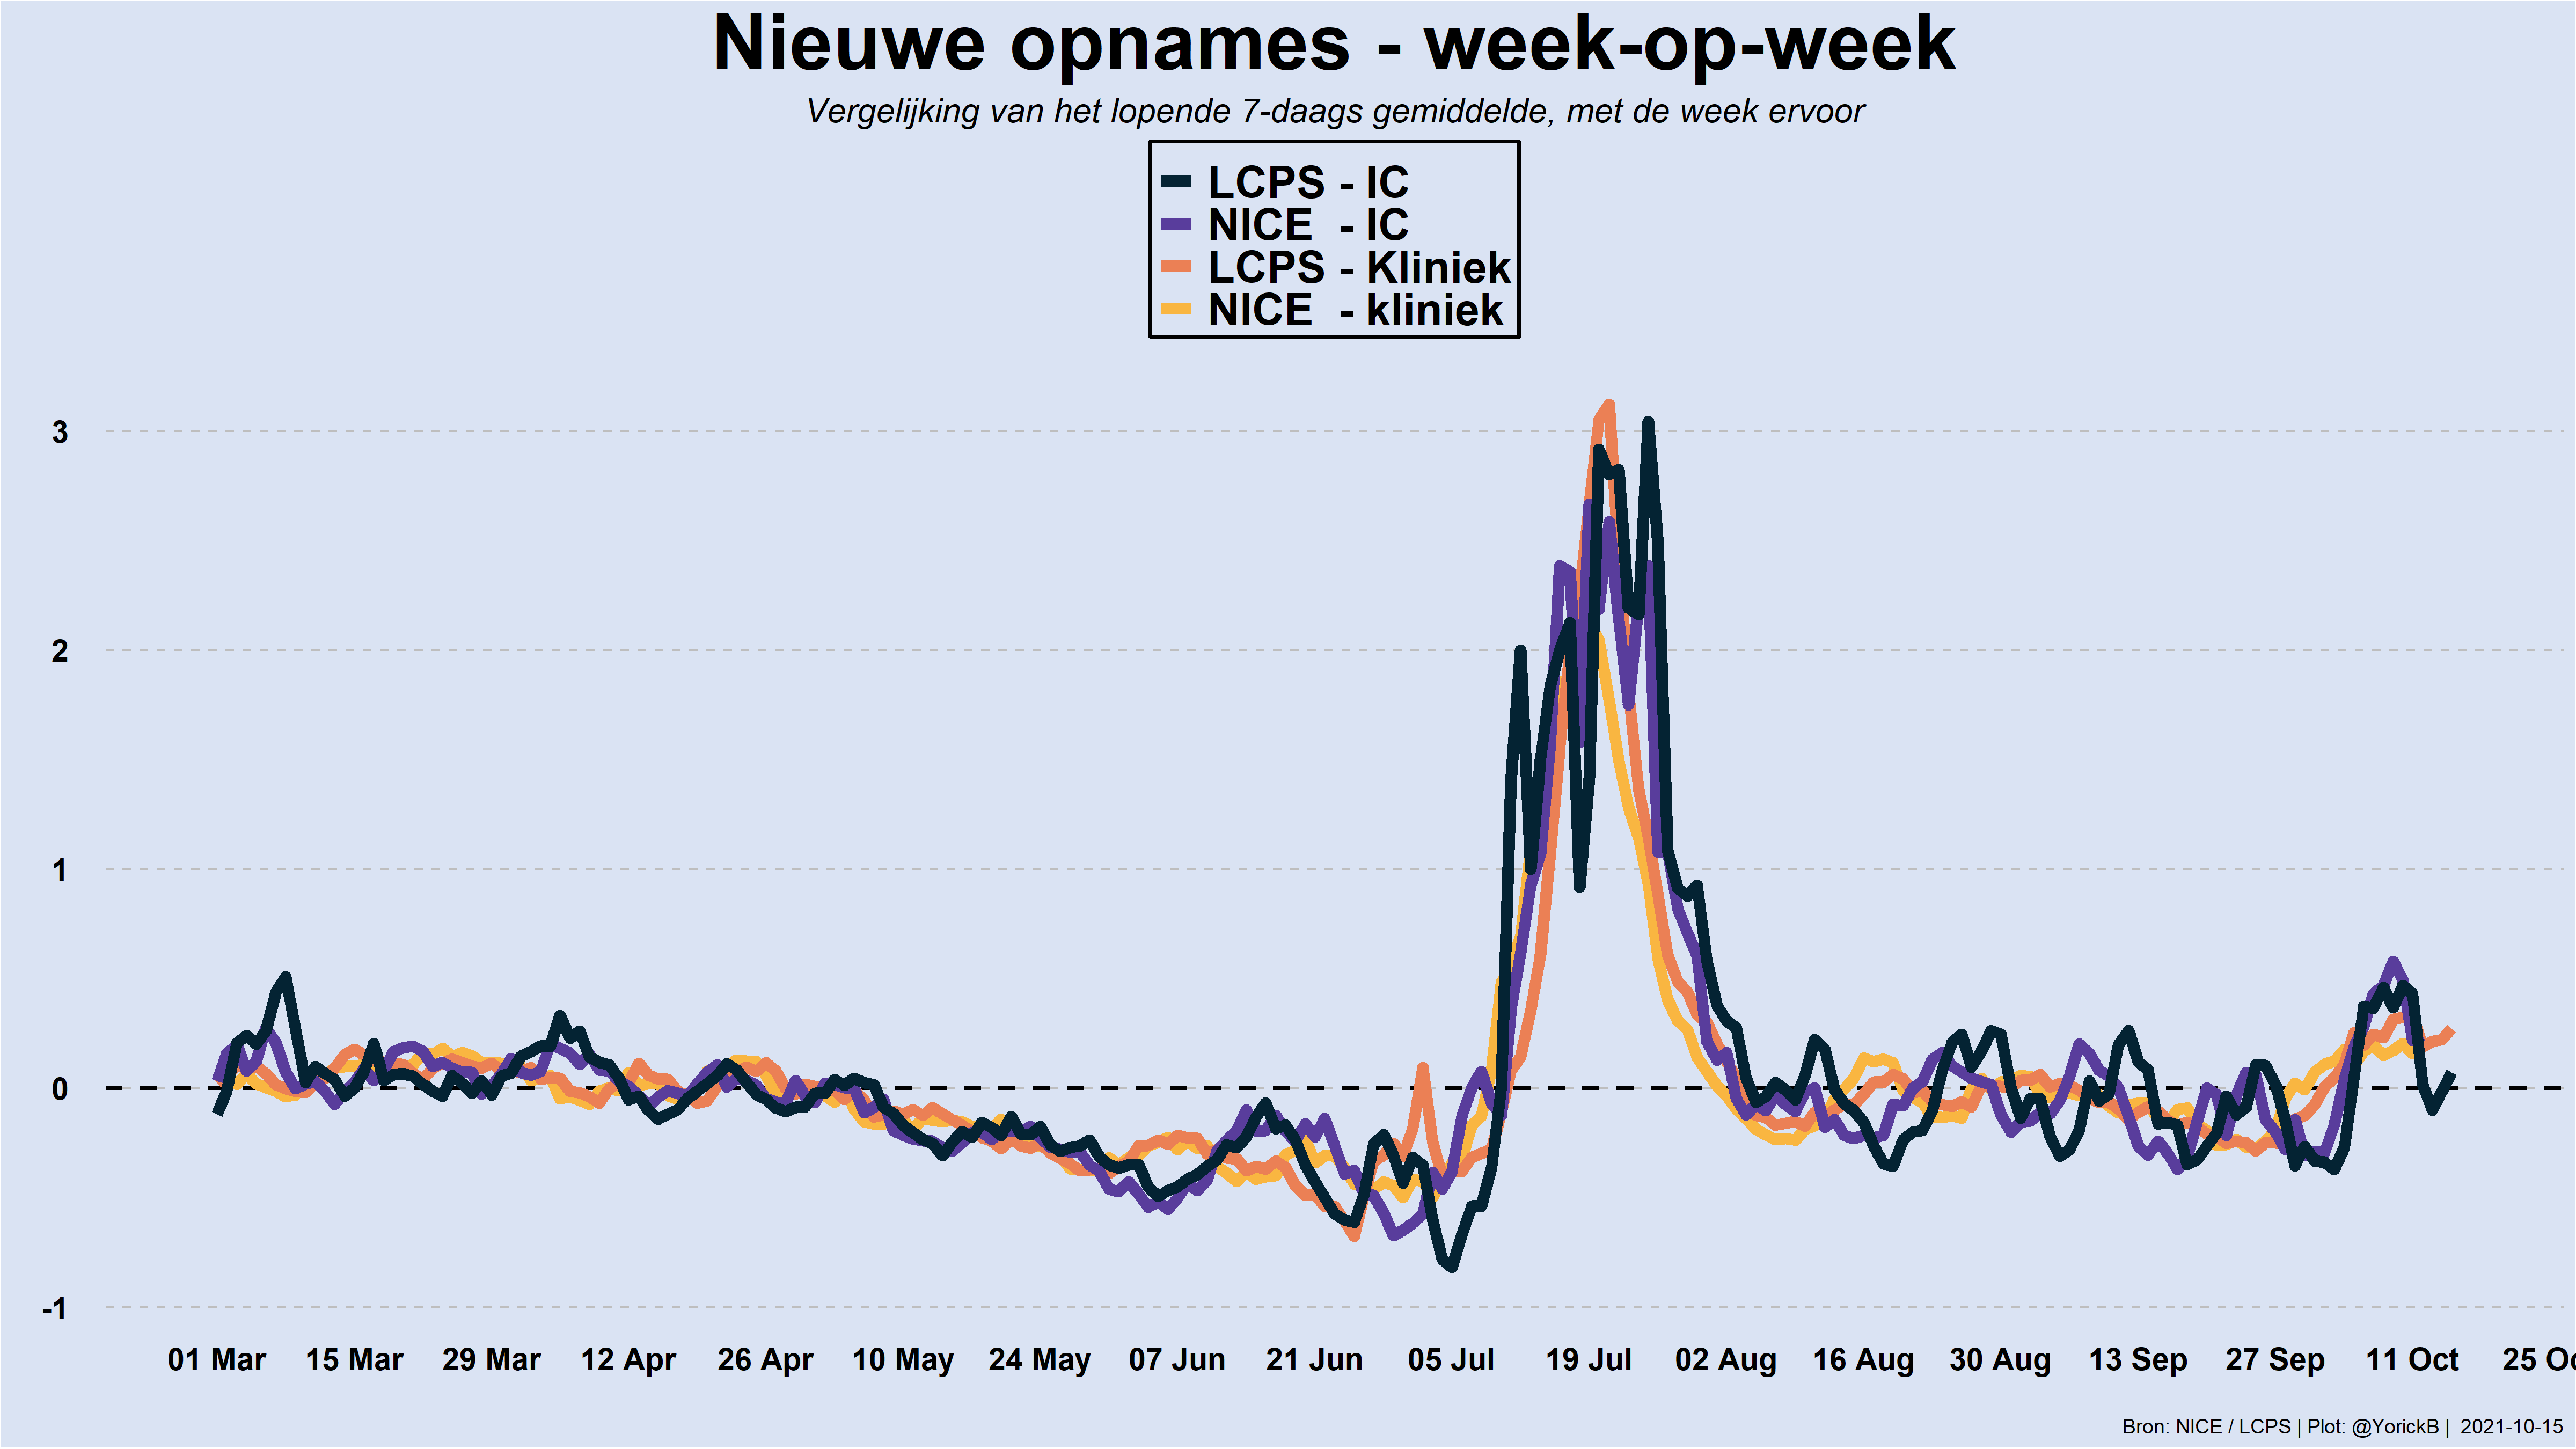 Nieuwe opnames - week-op-week
Vergelijking van het lopende 7-daags gemiddelde, met de week ervoor
LCPS - IC
NICE - IC
LCPS - Kliniek
NICE - kliniek
3
2
1
0
-1
01 Mar 15 Mar 29 Mar 12 Apr 26 Apr 10 May 24 May 07 Jun 21 Jun 05 Jul 19 Jul 02 Aug 16 Aug 30 Aug 13 Sep 27 Sep 11 Oct 25 Oc
Bron: NICE / LCPS | Plot: @YorickB | 2021-10-15